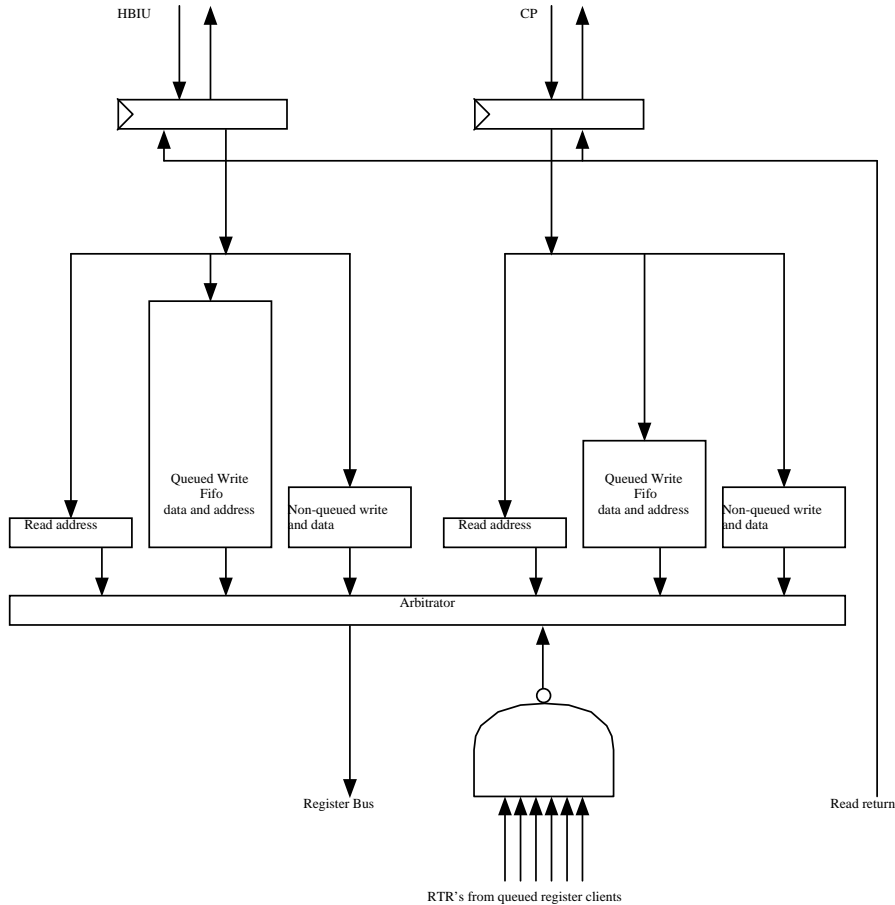 HBIU
CP
Queued Write
Fifo
data and address
Queued Write
Fifo
data and address
Read address
Non-queued write
and data
Read address
Non-queued write
and data
Arbitrator
Register Bus
Read return
RTR's from queued register clients